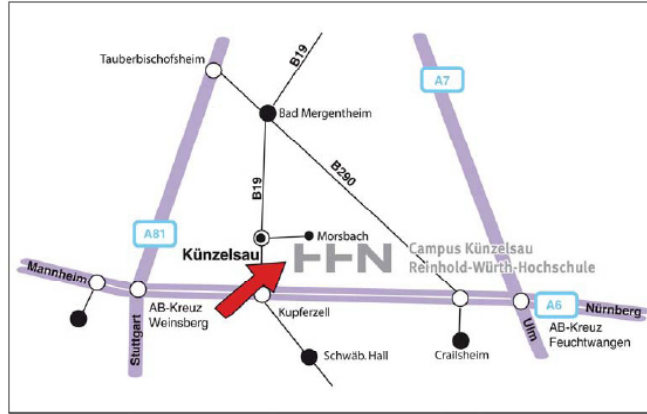 B19
Tauberbischofsheim
A7
Bad Mergentheim
B290
B19
A81
Morsbach
Künzelsau
HHN
Campus Künzelsau
Reinhold-Würth-Hochschule
Mannheim
AB-Kreuz
Weinsberg
Kupferzell
A6
Nürnberg
AB-Kreuz
Feuchtwangen
Stuttgart
Ulm
Schwäb. Hall
Crailsheim